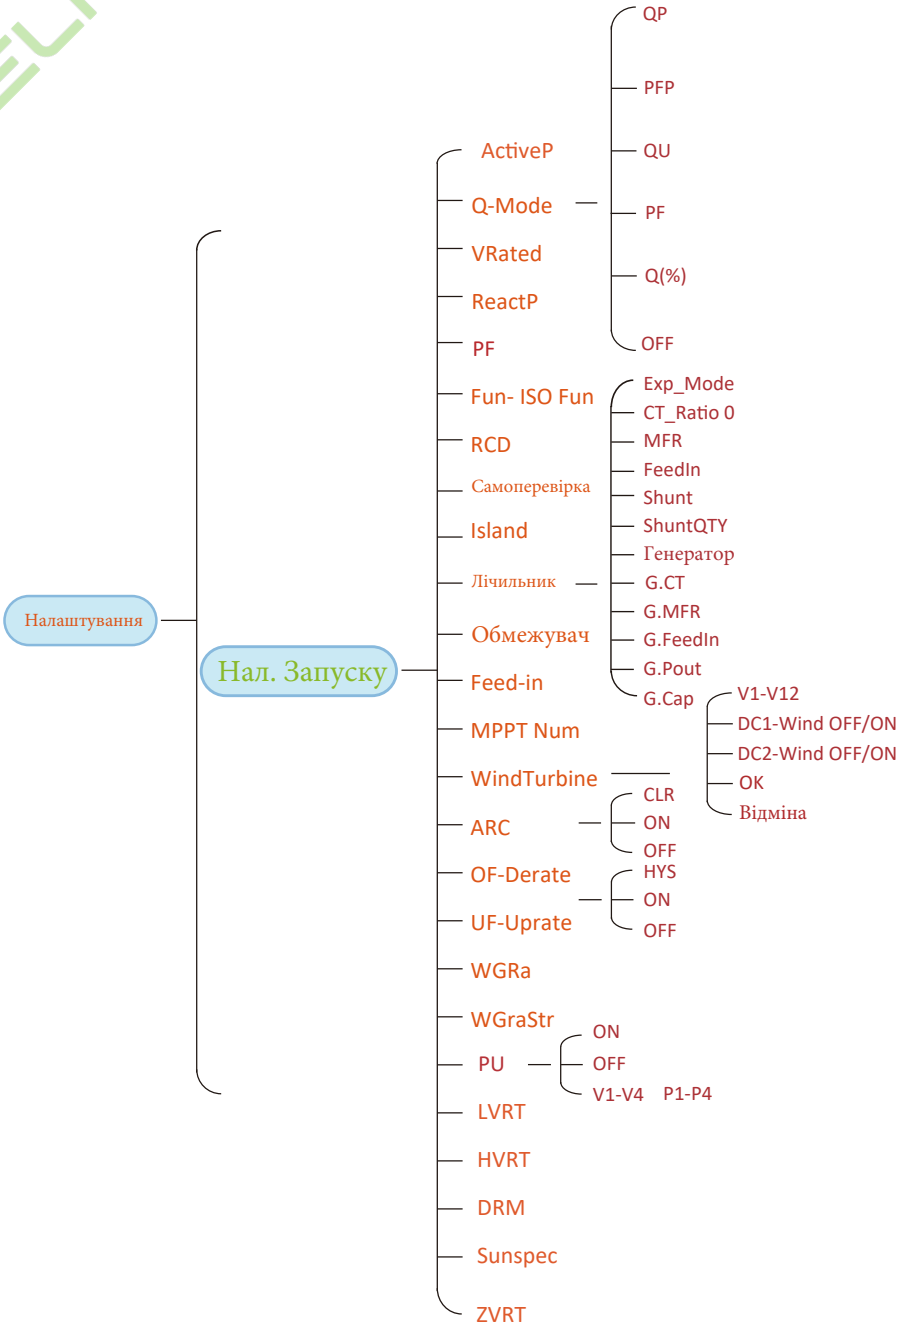 Налаштування
Нал. Запуску
ActiveP
Q-Mode
QP
PFP
QU
PF
Q(%)
OFF
VRated
ReactP
PF
Fun- ISO Fun
RCD
Самоперевірка
Island
Лічильник
Exp_Mode
CT_Ratio 0
MFR
FeedIn
Shunt
ShuntQTY
Генератор
G.CT
G.MFR
G.FeedIn
G.Pout
G.Cap
Обмежувач
Feed-in
MPPT Num
WindTurbine
V1-V12
DC1-Wind OFF/ON
DC2-Wind OFF/ON
OK
Відміна
ARC
CLR
ON
OFF
OF-Derate
UF-Uprate
HYS
ON
OFF
WGRa
WGraStr
PU
ON
OFF
V1-V4 P1-P4
LVRT
HVRT
DRM
Sunspec
ZVRT